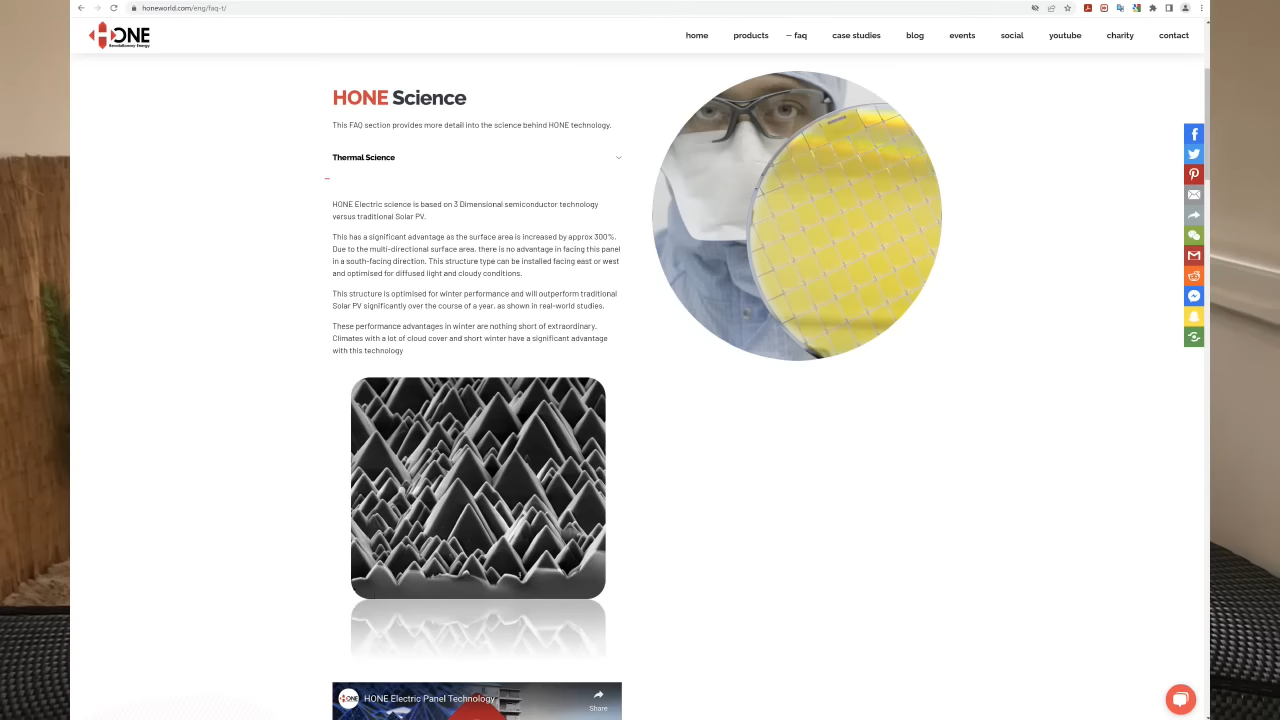 honeworld.com/eng/faq-t/
HONE
Revolutionary Energy
home products faq case studies blog events social youtube charity contact
HONE Science
This FAQ section provides more detail into the science behind HONE technology.
Thermal Science
HONE Electric science is based on 3 Dimensional semiconductor technology
versus traditional Solar PV.
This has a significant advantage as the surface area is increased by approx 300%.
Due to the multi-directional surface area, there is no advantage in facing this panel
in a south-facing direction. This structure type can be installed facing east or west
and optimised for diffused light and cloudy conditions.
This structure is optimised for winter performance and will outperform traditional
Solar PV significantly over the course of a year, as shown in real-world studies.
These performance advantages in winter are nothing short of extraordinary.
Climates with a lot of cloud cover and short winter have a significant advantage
with this technology
HONE
HONE Electric Panel Technology
Share